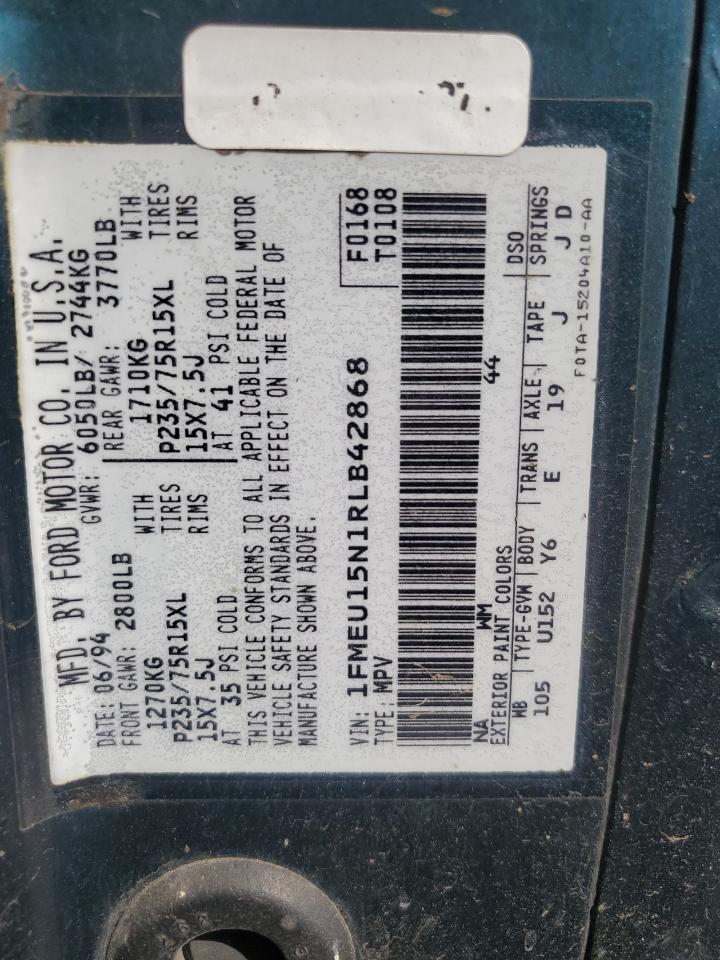 MFD. BY FORD MOTOR CO. IN U.S.A.
DATE: 06/94 GVWR: 6050LB/ 2744KG
FRONT GAWR: 2800LB REAR GAWR: 3770LB
1270KG WITH 1710KG WITH
P235/75R15XL TIRES P235/75R15XL TIRES
15X7.5J RIMS 15X7.5J RIMS
AT 35 PSI COLD AT 41 PSI COLD
THIS VEHICLE CONFORMS TO ALL APPLICABLE FEDERAL MOTOR
VEHICLE SAFETY STANDARDS IN EFFECT ON THE DATE OF
MANUFACTURE SHOWN ABOVE.
VIN: 1FMEU15N1RLB42868 F0168
TYPE: MPV T0108
NA WM 44
EXTERIOR PAINT COLORS DSO
WB TYPE-GVW BODY TRANS AXLE TAPE SPRINGS
105 U152 Y6 E 19 J J D
F0TA-15204A10-AA